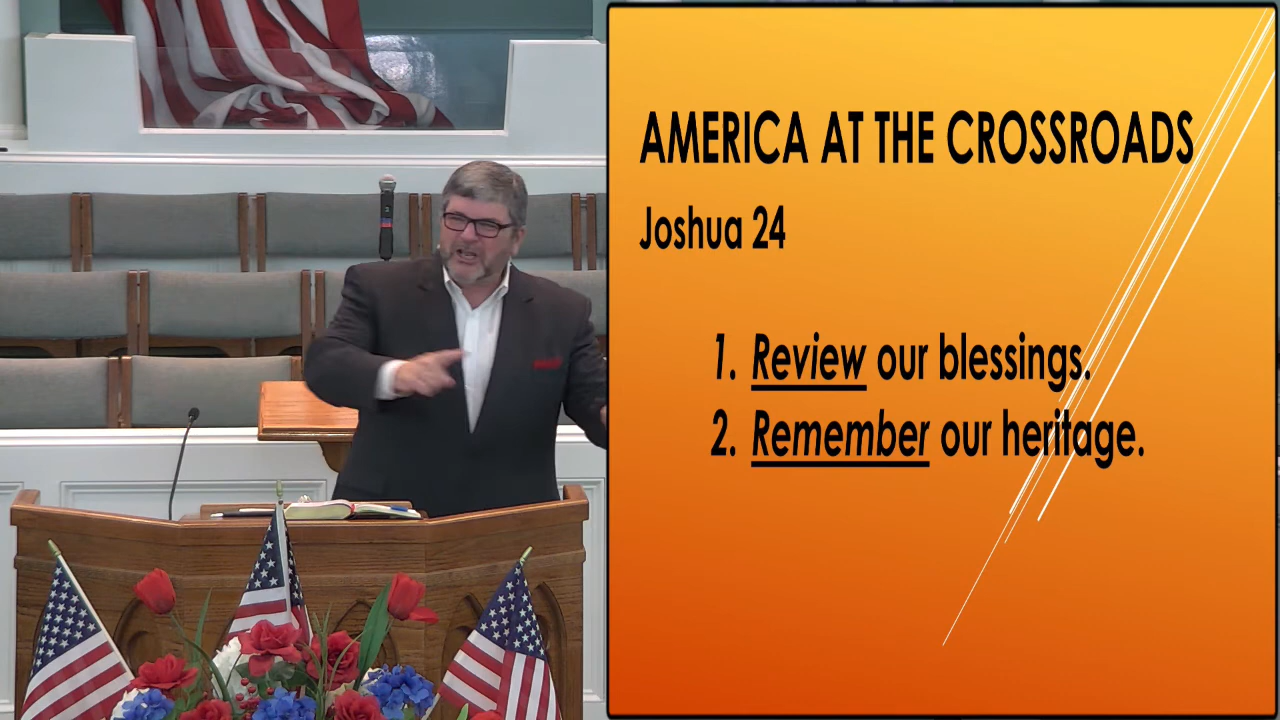 AMERICA AT THE CROSSROADS
Joshua 24
1. Review our blessings.
2. Remember our heritage.